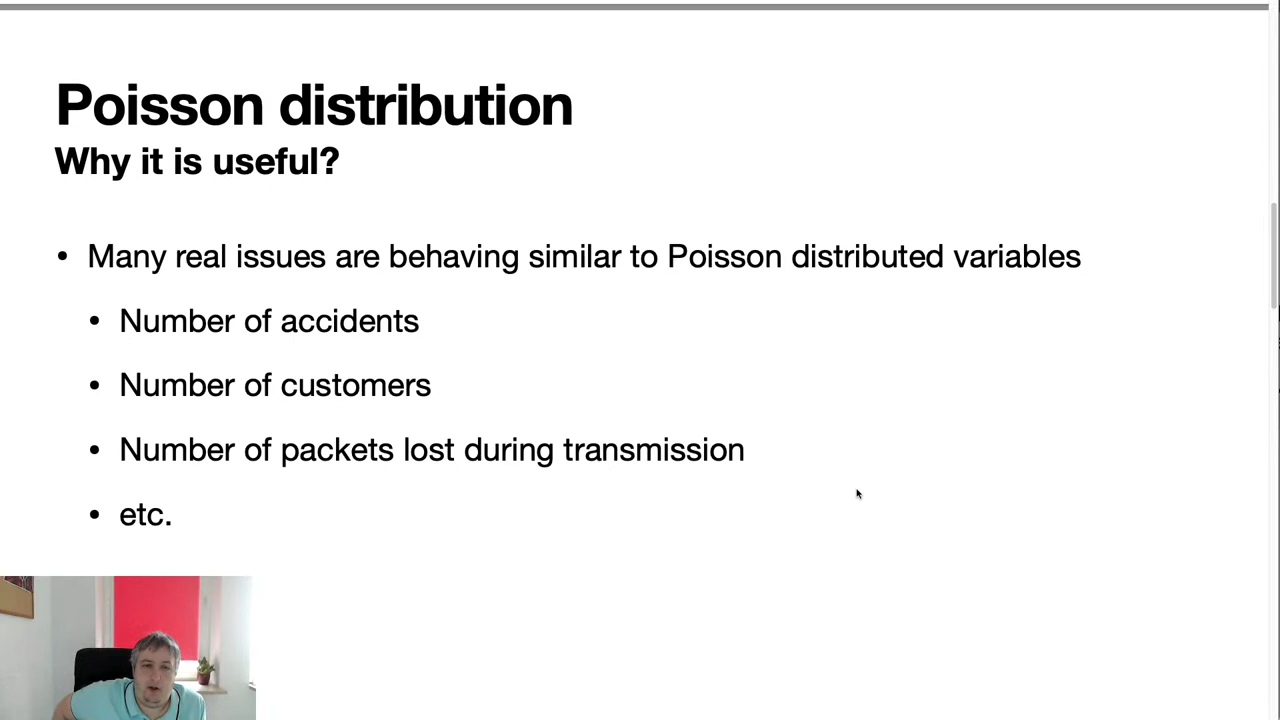 Poisson distribution
Why it is useful?
• Many real issues are behaving similar to Poisson distributed variables
• Number of accidents
• Number of customers
• Number of packets lost during transmission
• etc.